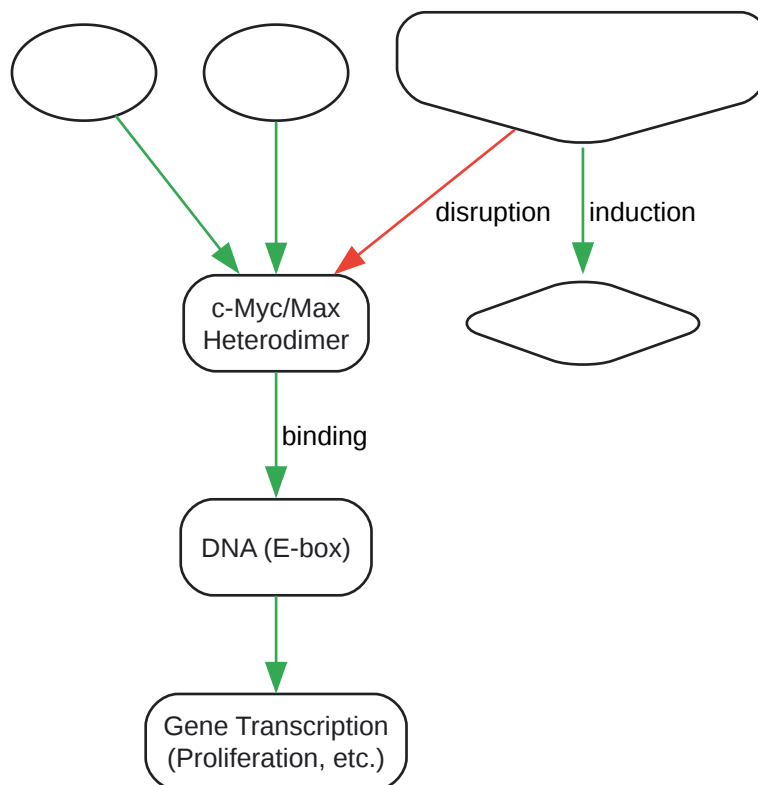 disruption
induction
c-Myc/Max
Heterodimer
binding
DNA (E-box)
Gene Transcription
(Proliferation, etc.)